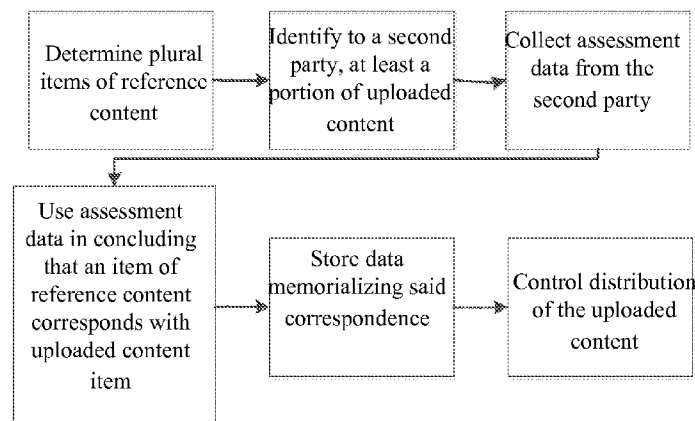 Determine plural
items of reference
content
Identify to a second
party, at least a
portion of uploaded
content
Collect assessment
data from the
second party
Use assessment
data in concluding
that an item of
reference content
corresponds with
uploaded content
item
Store data
memorializing said
correspondence
Control distribution
of the uploaded
content